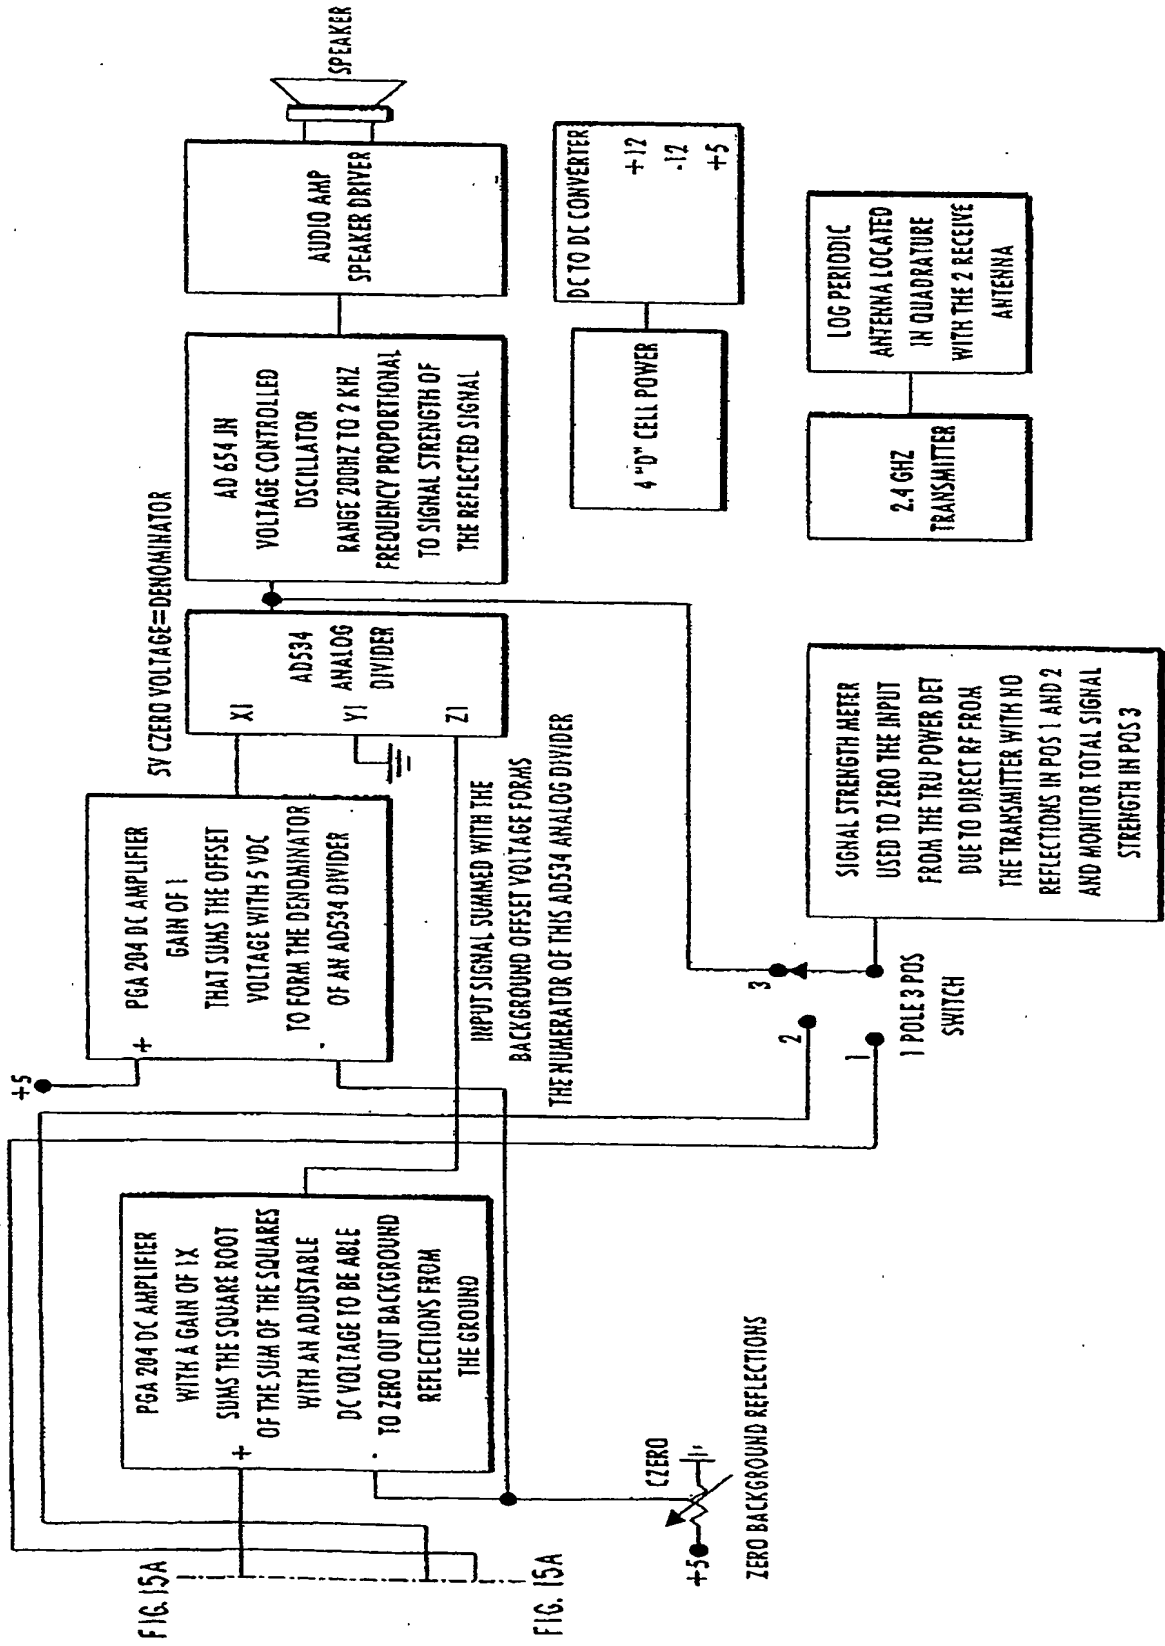 FIG. 15A
FIG. 15A
+5
PGA 204 DC AMPLIFIER
WITH A GAIN OF 1X
SUMS THE SQUARE ROOT
OF THE SUM OF THE SQUARES
WITH AN ADJUSTABLE
DC VOLTAGE TO BE ABLE
TO ZERO OUT BACKGROUND
REFLECTIONS FROM
THE GROUND
+
-
CZERO
+5
ZERO BACKGROUND REFLECTIONS
PGA 204 DC AMPLIFIER
GAIN OF 1
THAT SUMS THE OFFSET
VOLTAGE WITH 5 VDC
TO FORM THE DENOMINATOR
OF AN AD534 DIVIDER
+
-
5V CZERO VOLTAGE=DENOMINATOR
INPUT SIGNAL SUMMED WITH THE
BACKGROUND OFFSET VOLTAGE FORMS
THE NUMERATOR OF THIS AD534 ANALOG DIVIDER
X1
Y1
Z1
AD534
ANALOG
DIVIDER
AD 654 JN
VOLTAGE CONTROLLED
OSCILLATOR
RANGE 200HZ TO 2 KHZ
FREQUENCY PROPORTIONAL
TO SIGNAL STRENGTH OF
THE REFLECTED SIGNAL
AUDIO AMP
SPEAKER DRIVER
SPEAKER
4 "D" CELL POWER
DC TO DC CONVERTER
+12
-12
+5
2.4 GHZ
TRANSMITTER
LOG PERIODIC
ANTENNA LOCATED
IN QUADRATURE
WITH THE 2 RECEIVE
ANTENNA
1
2
3
1 POLE 3 POS
SWITCH
SIGNAL STRENGTH METER
USED TO ZERO THE INPUT
FROM THE TRU POWER DET
DUE TO DIRECT RF FROM
THE TRANSMITTER WITH NO
REFLECTIONS IN POS 1 AND 2
AND MONITOR TOTAL SIGNAL
STRENGTH IN POS 3